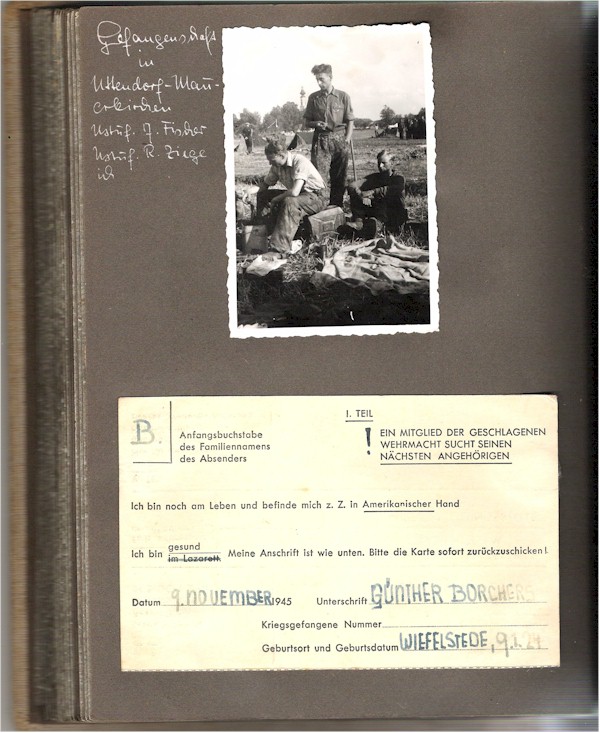 Gefangenschaft
in
Uttendorf-Mau-
erkirchen
Ustuf. J. Fischer
Ustuf. R. Ziege
ich
B.
Anfangsbuchstabe
des Familiennamens
des Absenders
I. TEIL
! EIN MITGLIED DER GESCHLAGENEN
WEHRMACHT SUCHT SEINEN
NÄCHSTEN ANGEHÖRIGEN
Ich bin noch am Leben und befinde mich z. Z. in Amerikanischer Hand
Ich bin gesund
im Lazarett Meine Anschrift ist wie unten. Bitte die Karte sofort zurückzuschicken!
Datum 9. NOVEMBER 1945 Unterschrift GÜNTHER BORCHERS
Kriegsgefangene Nummer
Geburtsort und Geburtsdatum WIEFELSTEDE, 9.1.24